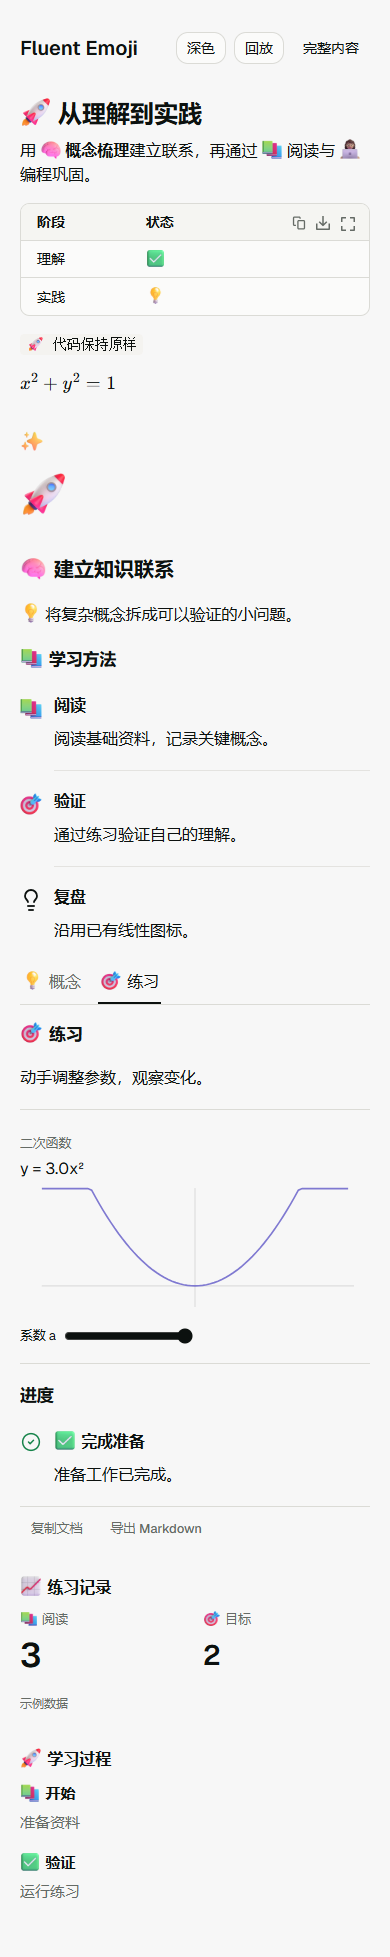 Fluent Emoji
深色 回放 完整内容
🚀 从理解到实践
用 🧠 概念梳理建立联系，再通过 📚 阅读与 👩🏽‍💻
编程巩固。
阶段 状态
理解 ✅
实践 💡
🚀 代码保持原样
x² + y² = 1
✨
🚀
🧠 建立知识联系
💡 将复杂概念拆成可以验证的小问题。
📚 学习方法
📚 阅读
阅读基础资料，记录关键概念。
🎯 验证
通过练习验证自己的理解。
复盘
沿用已有线性图标。
💡 概念 🎯 练习
🎯 练习
动手调整参数，观察变化。
二次函数
y = 3.0x²
系数 a
进度
✅ 完成准备
准备工作已完成。
复制文档 导出 Markdown
📈 练习记录
📚 阅读 🎯 目标
3 2
示例数据
🚀 学习过程
📚 开始
准备资料
✅ 验证
运行练习